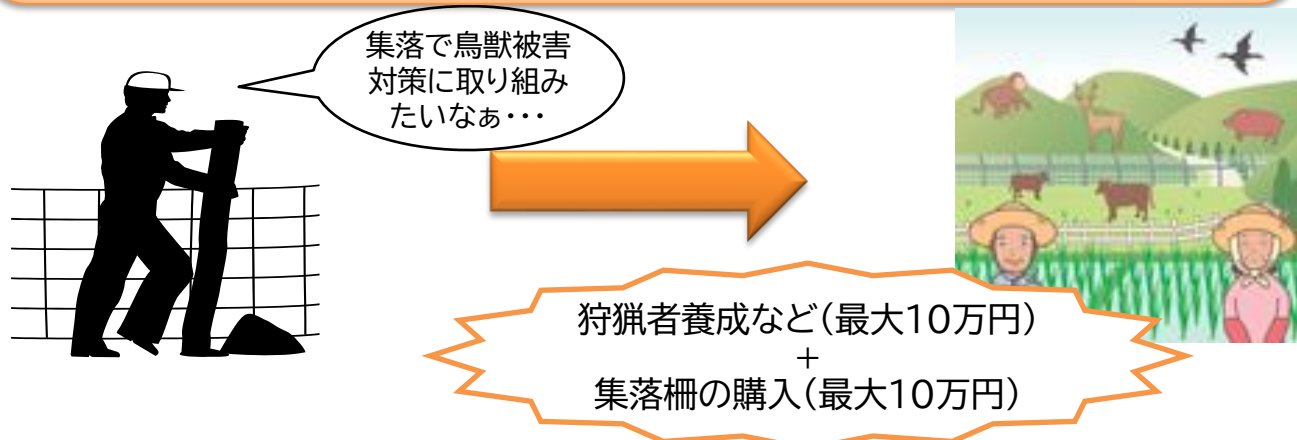 集落で鳥獣被害
対策に取り組み
たいなぁ・・・
狩猟者養成など(最大10万円)
+
集落柵の購入(最大10万円)